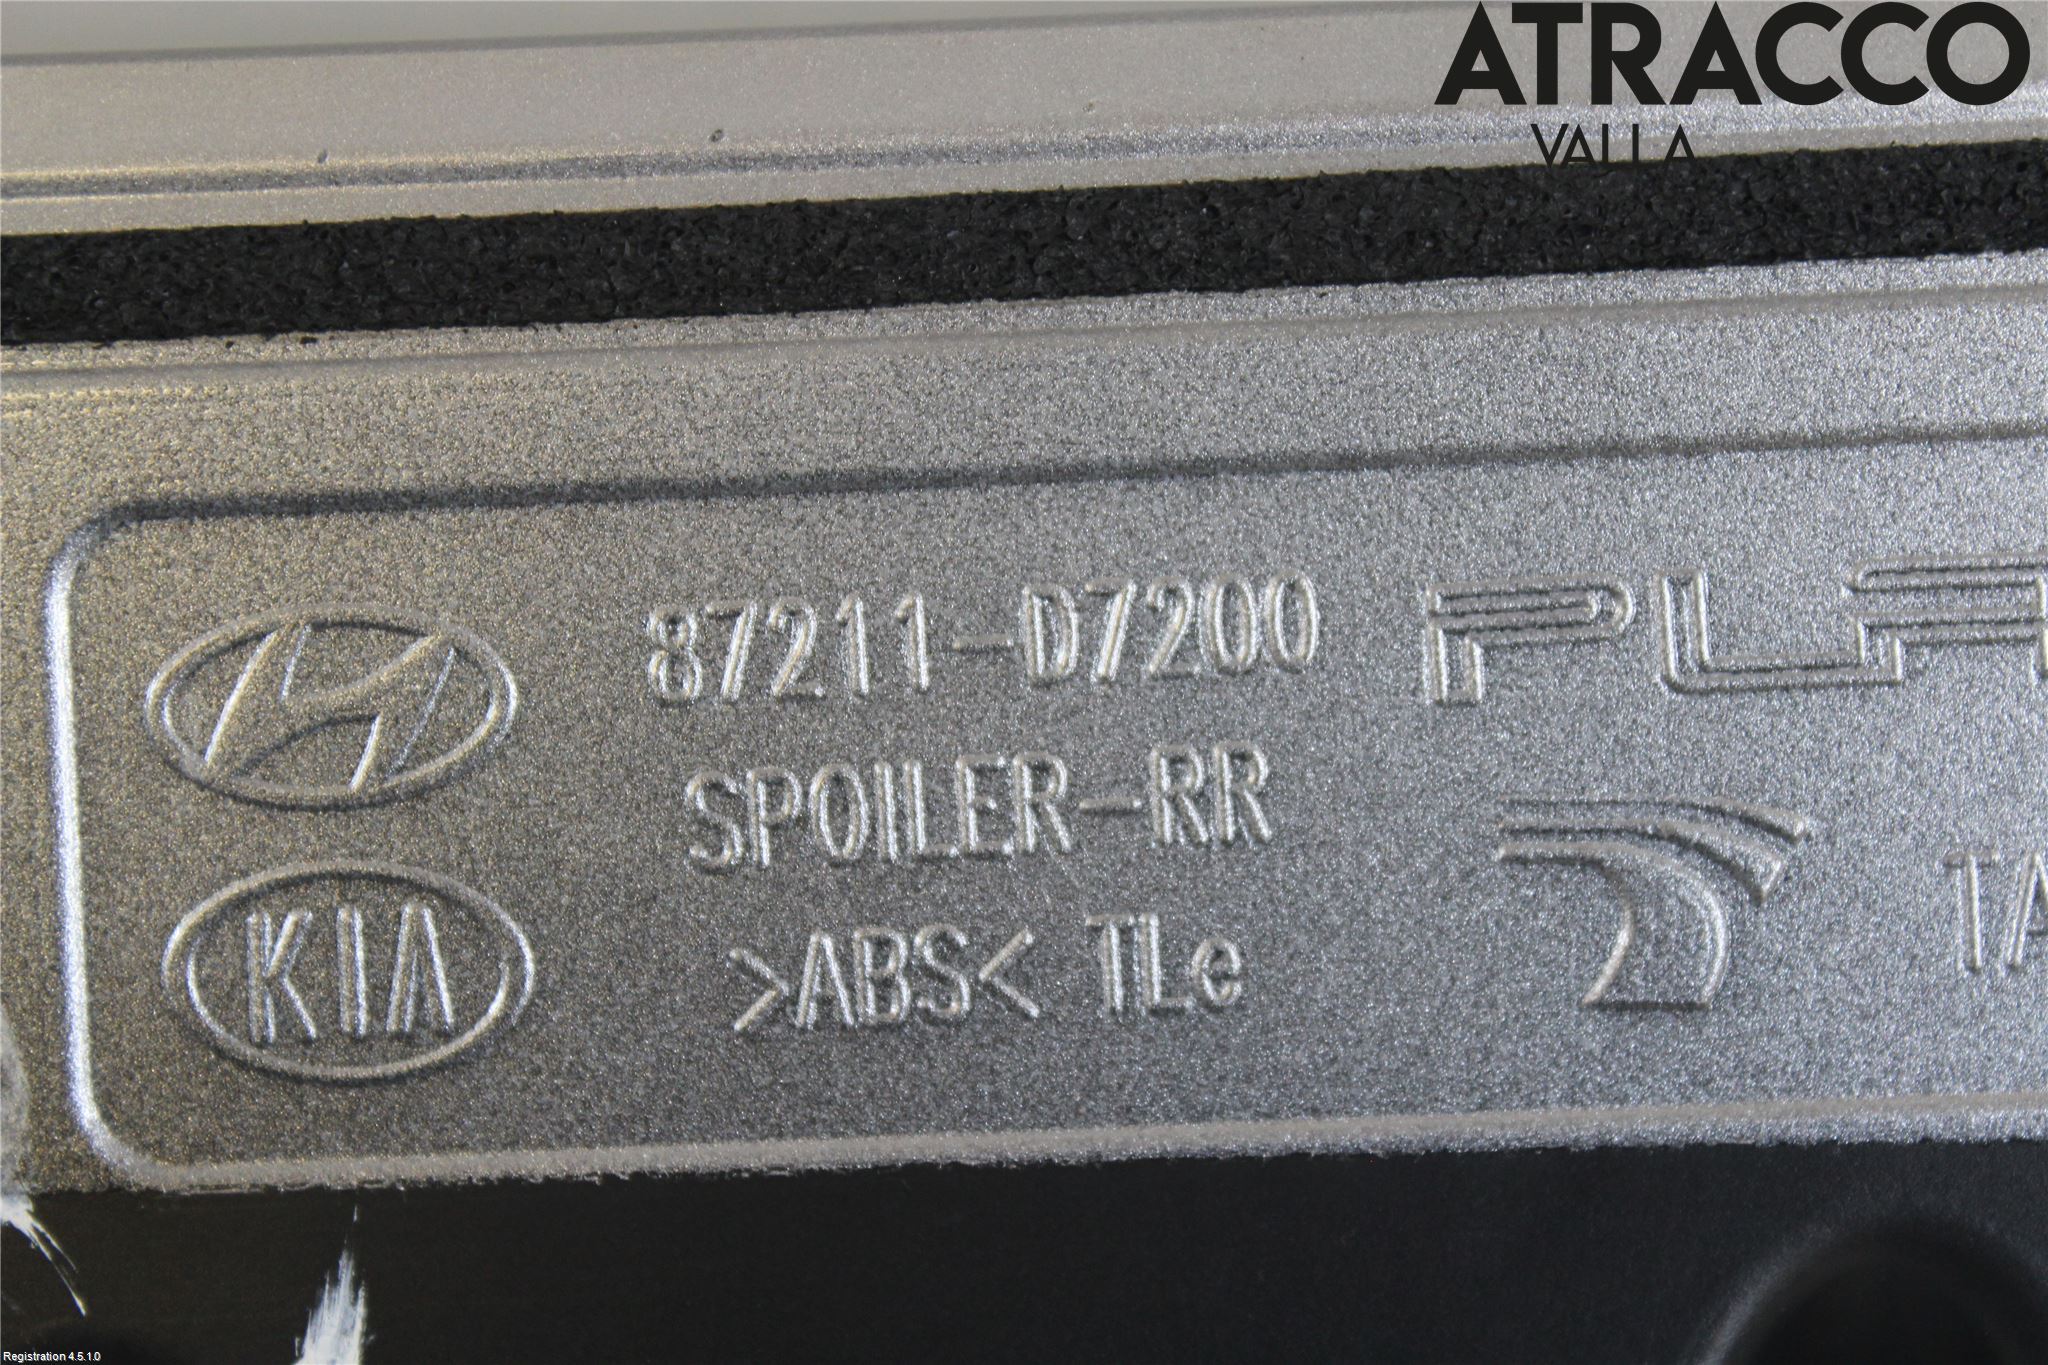 ATRACCO
VALLA
87211-D7200
SPOILER-RR
KIA
>ABS< TLe
Registration 4.5.1.0